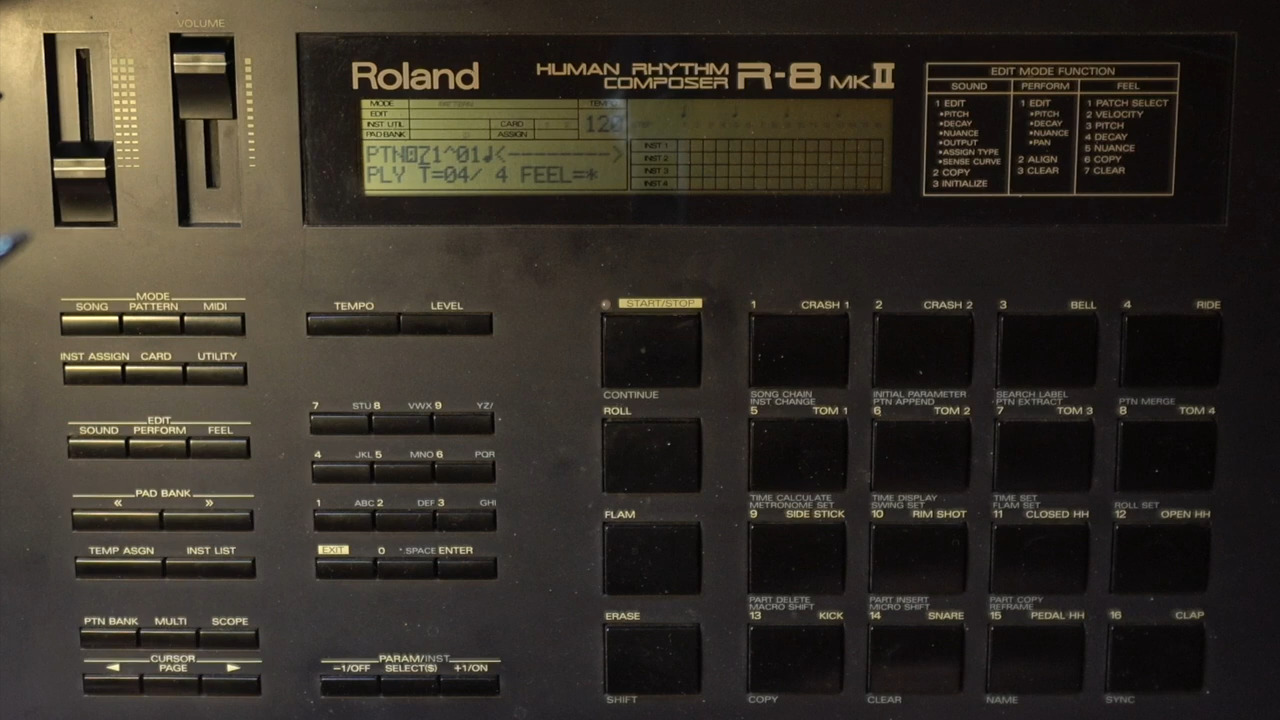 VOLUME
Roland
HUMAN RHYTHM COMPOSER R-8 MKII
MODE PATTERN TEMPO
EDIT
INST UTIL CARD
PAD BANK ASSIGN
120
PTN071^01♩<---------->
PLY T=04/ 4 FEEL=*
INST 1
INST 2
INST 3
INST 4
EDIT MODE FUNCTION
SOUND PERFORM FEEL
1 EDIT
*PITCH
*DECAY
*NUANCE
*OUTPUT
*ASSIGN TYPE
*SENSE CURVE
2 COPY
3 INITIALIZE
1 EDIT
*PITCH
*DECAY
*NUANCE
*PAN
2 ALIGN
3 CLEAR
1 PATCH SELECT
2 VELOCITY
3 PITCH
4 DECAY
5 NUANCE
6 COPY
7 CLEAR
MODE
SONG PATTERN MIDI
INST ASSIGN CARD UTILITY
EDIT
SOUND PERFORM FEEL
PAD BANK
« »
TEMP ASGN INST LIST
PTN BANK MULTI SCOPE
CURSOR
◀ PAGE ▶
TEMPO LEVEL
7 STU 8 VWX 9 YZ/
4 JKL 5 MNO 6 PQR
1 ABC 2 DEF 3 GHI
EXIT 0 *.SPACE ENTER
PARAM/INST
-1/OFF SELECT($) +1/ON
START/STOP 1 CRASH 1 2 CRASH 2 3 BELL 4 RIDE
CONTINUE SONG CHAIN INITIAL PARAMETER SEARCH LABEL
INST CHANGE PTN APPEND PTN EXTRACT PTN MERGE
ROLL 5 TOM 1 6 TOM 2 7 TOM 3 8 TOM 4
TIME CALCULATE TIME DISPLAY TIME SET
METRONOME SET SWING SET FLAM SET ROLL SET
FLAM 9 SIDE STICK 10 RIM SHOT 11 CLOSED HH 12 OPEN HH
PART DELETE PART INSERT PART COPY
MACRO SHIFT MICRO SHIFT REFRAME
ERASE 13 KICK 14 SNARE 15 PEDAL HH 16 CLAP
SHIFT COPY CLEAR NAME SYNC